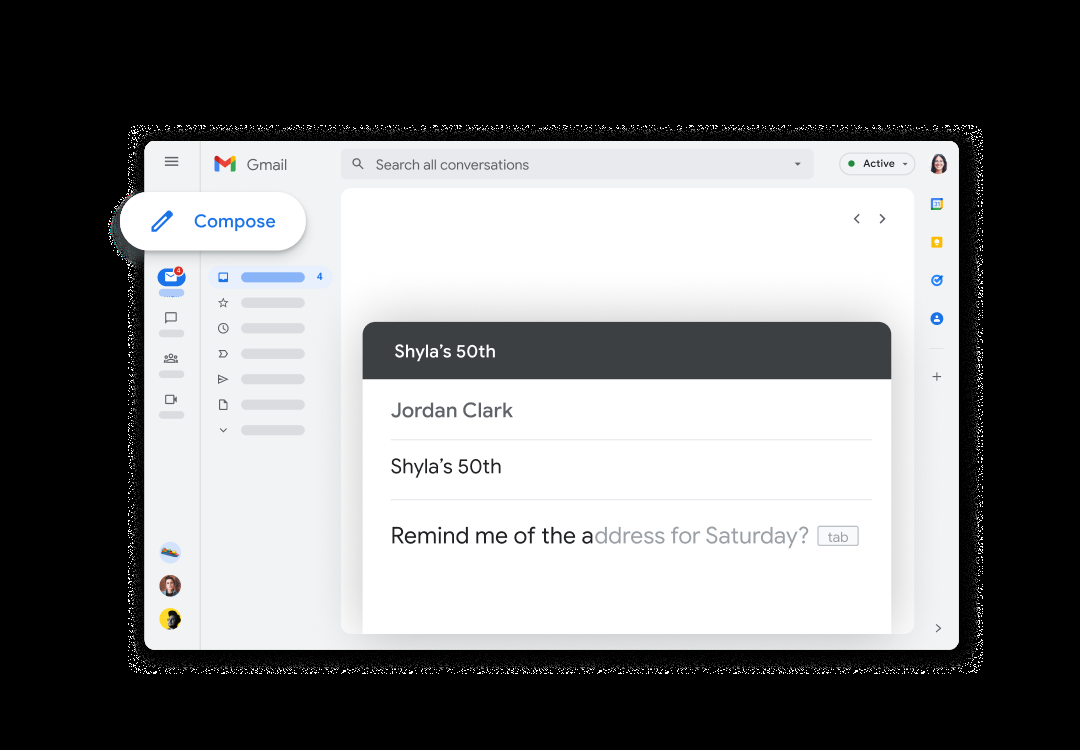 Gmail
Search all conversations
Active
Compose
4
4
31
Shyla’s 50th
Jordan Clark
Shyla’s 50th
Remind me of the address for Saturday? tab